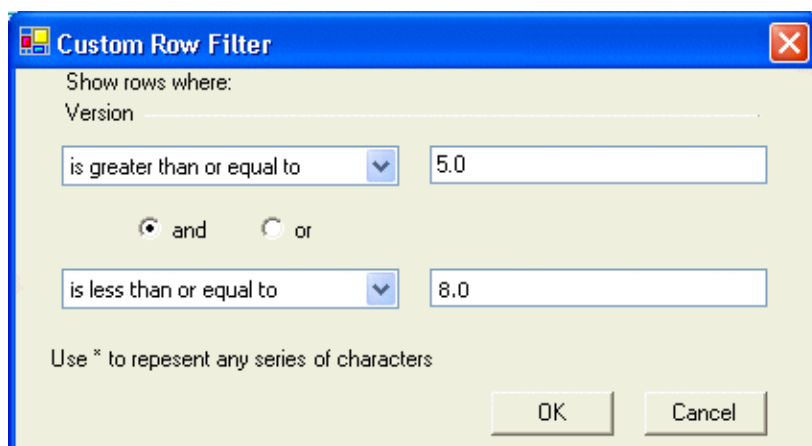 Custom Row Filter
Show rows where:
Version
is greater than or equal to 5.0
and or
is less than or equal to 8.0
Use * to repesent any series of characters
OK Cancel